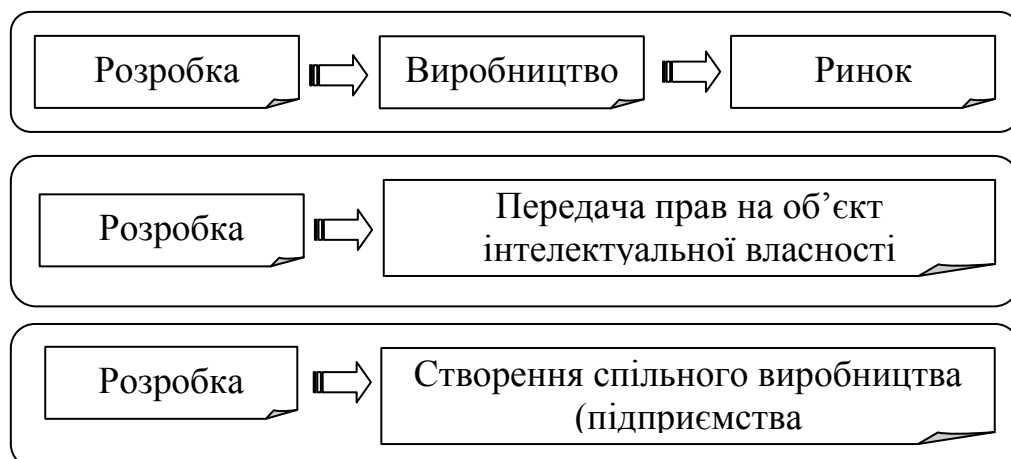 Розробка Виробництво Ринок
Розробка
Передача прав на об’єкт
інтелектуальної власності
Розробка
Створення спільного виробництва
(підприємства